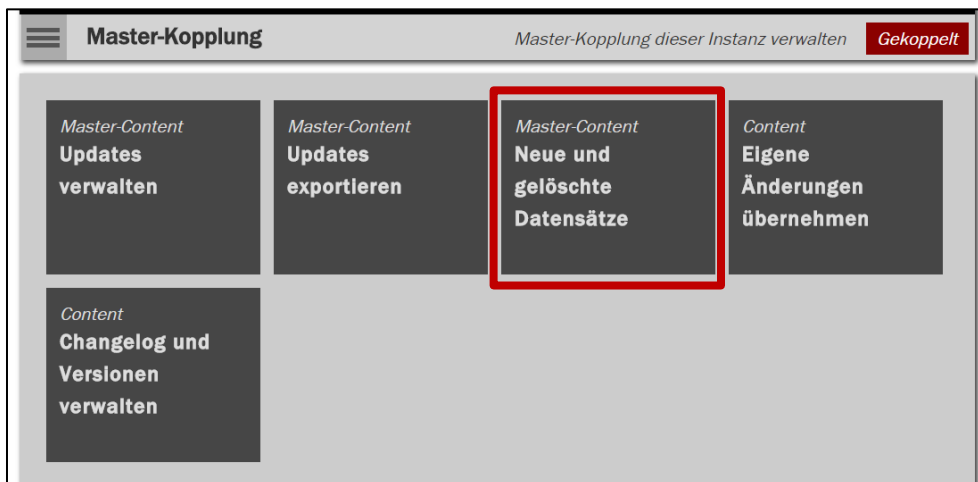 Master-Kopplung
Master-Kopplung dieser Instanz verwalten
Gekoppelt
Master-Content
Updates
verwalten
Master-Content
Updates
exportieren
Master-Content
Neue und
gelöschte
Datensätze
Content
Eigene
Änderungen
übernehmen
Content
Changelog und
Versionen
verwalten